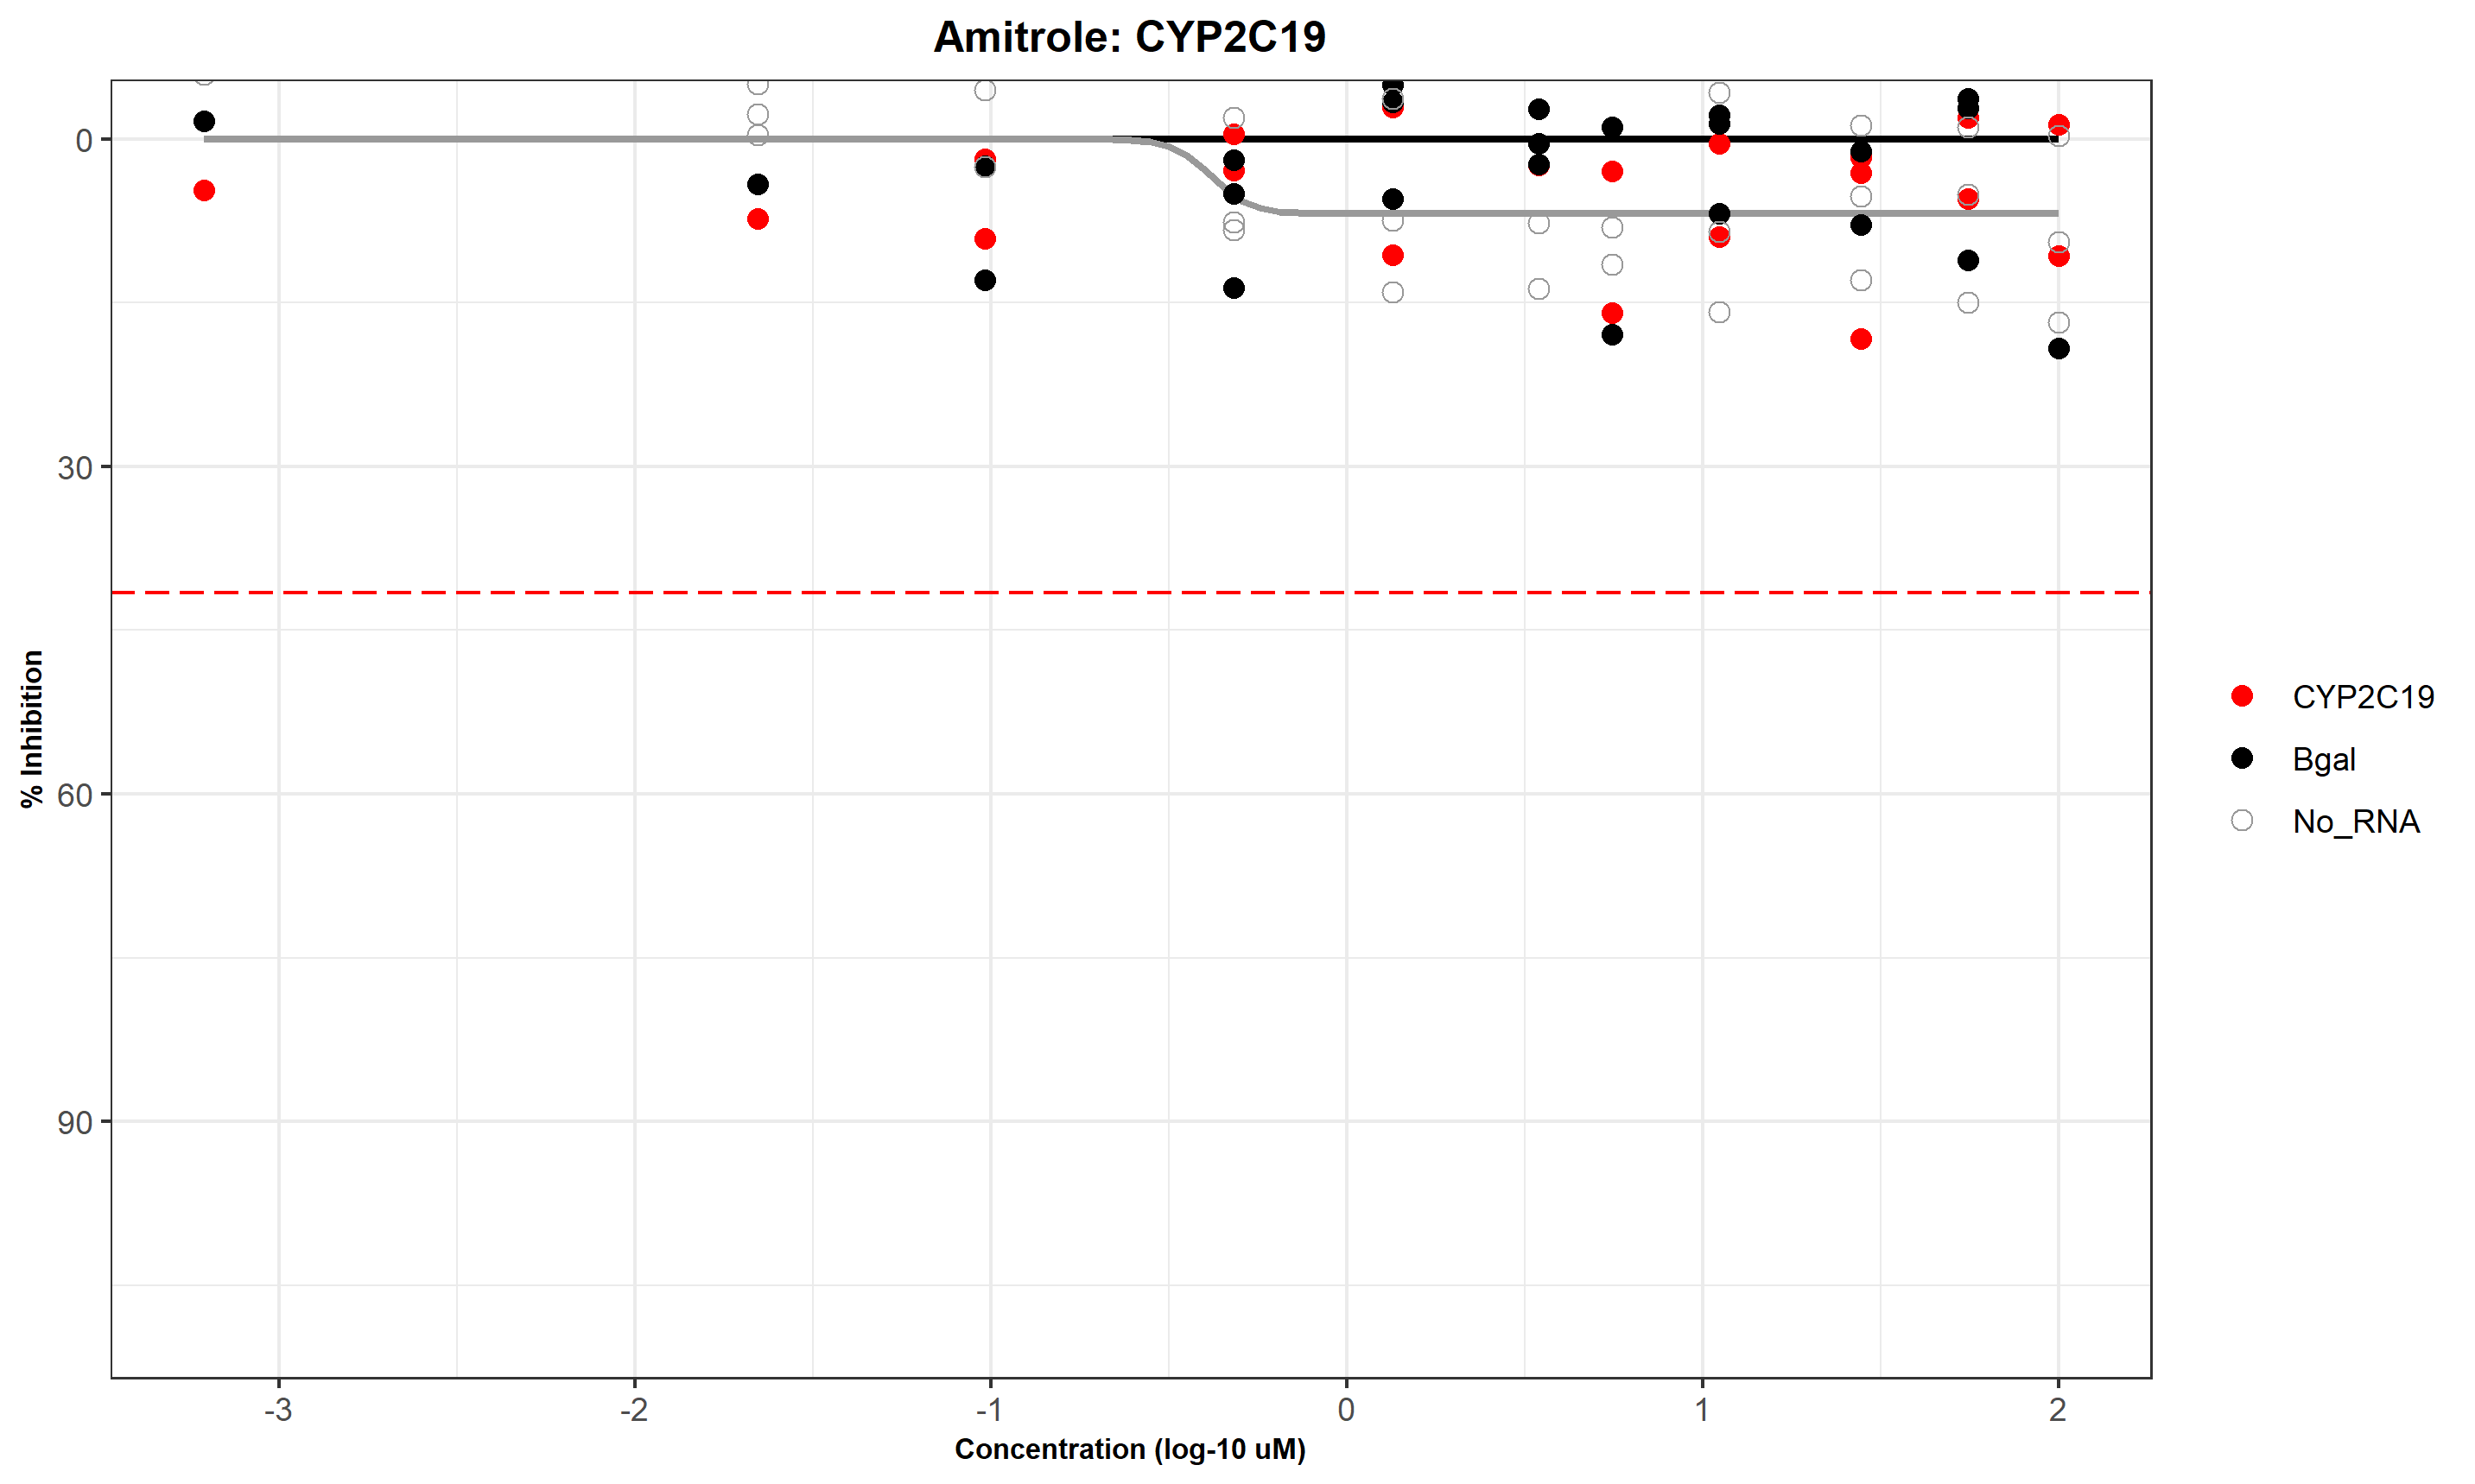 Amitrole: CYP2C19
% Inhibition
0
30
60
90
-3
-2
-1
0
1
2
Concentration (log-10 uM)
CYP2C19
Bgal
No_RNA